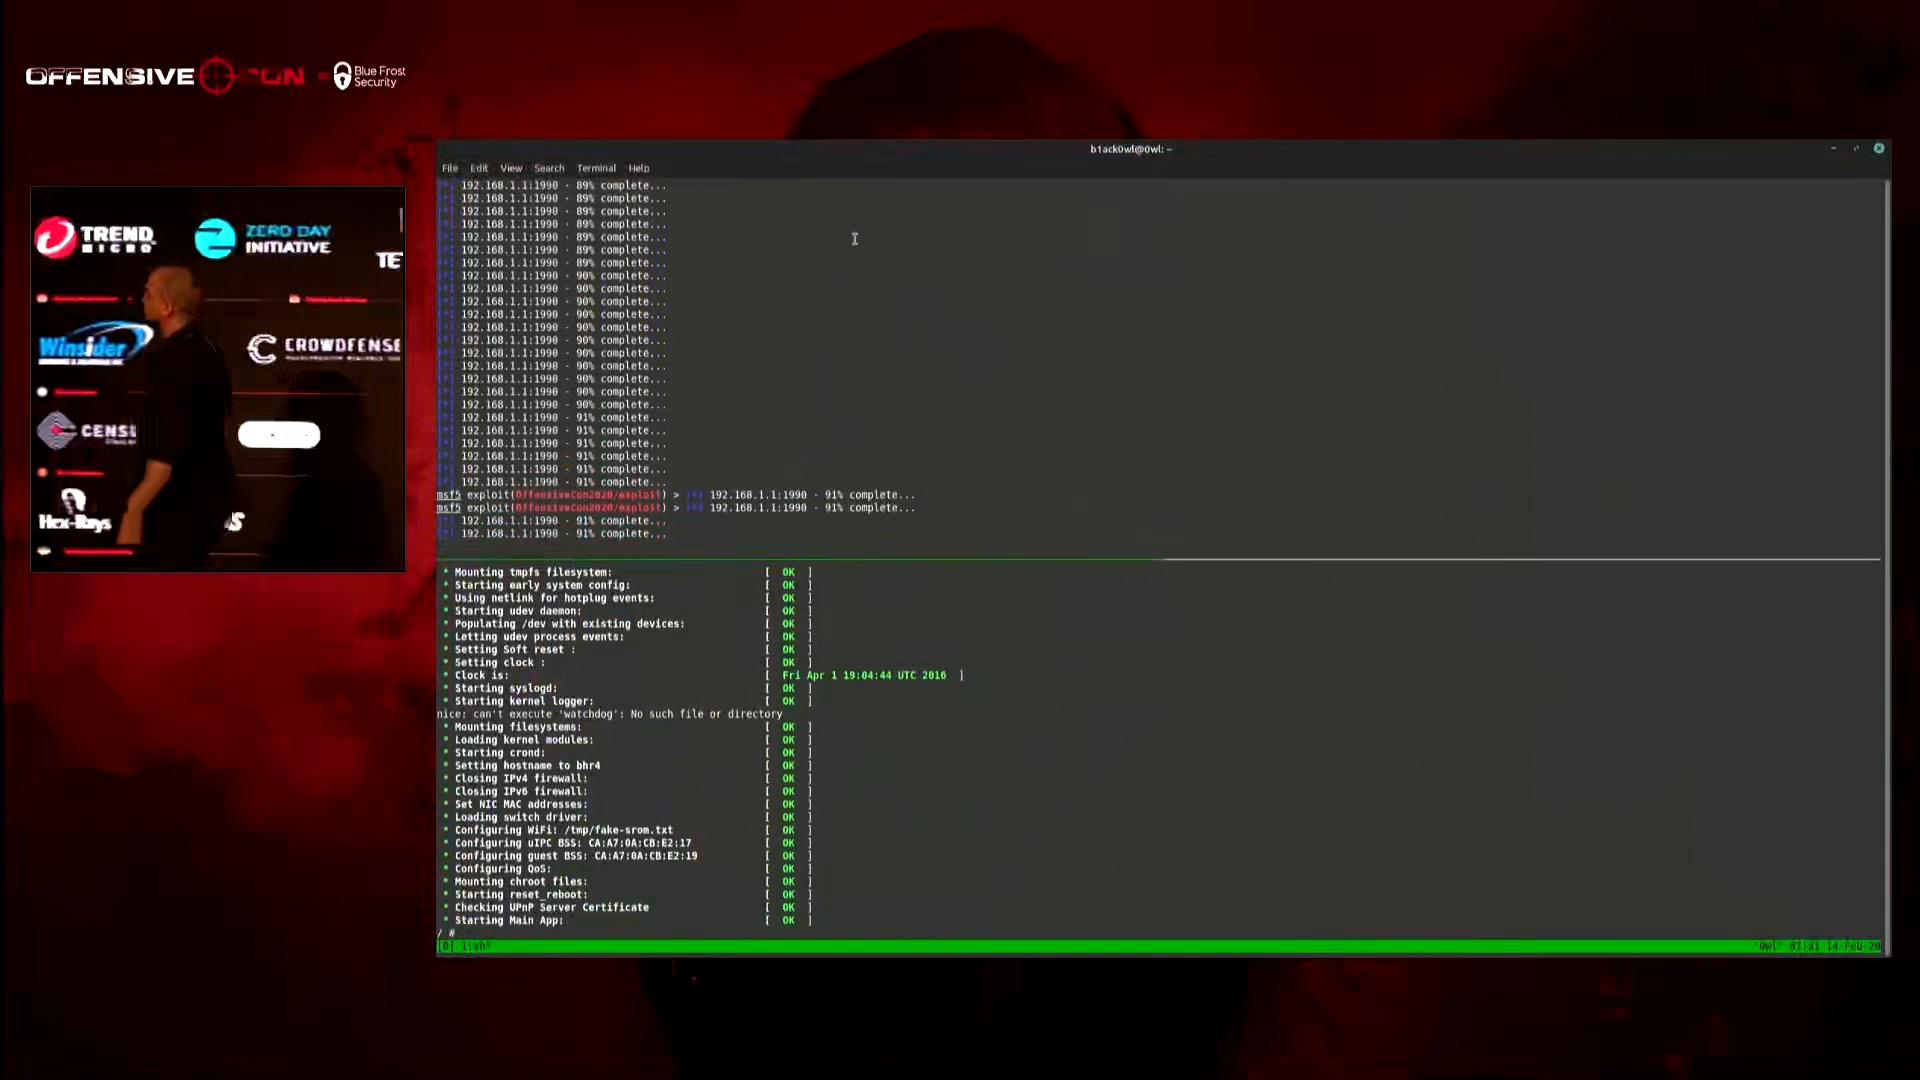 OFFENSIVE CON
Blue Frost
Security
TREND
MICRO
ZERO DAY
INITIATIVE
TE
Winsider
CROWDFENSE
CENSU
Hex-Rays
S
b1ack0wl@0wl: ~
File Edit View Search Terminal Help
[*] 192.168.1.1:1990 - 89% complete...
[*] 192.168.1.1:1990 - 89% complete...
[*] 192.168.1.1:1990 - 89% complete...
[*] 192.168.1.1:1990 - 89% complete...
[*] 192.168.1.1:1990 - 89% complete...
[*] 192.168.1.1:1990 - 89% complete...
[*] 192.168.1.1:1990 - 89% complete...
[*] 192.168.1.1:1990 - 90% complete...
[*] 192.168.1.1:1990 - 90% complete...
[*] 192.168.1.1:1990 - 90% complete...
[*] 192.168.1.1:1990 - 90% complete...
[*] 192.168.1.1:1990 - 90% complete...
[*] 192.168.1.1:1990 - 90% complete...
[*] 192.168.1.1:1990 - 90% complete...
[*] 192.168.1.1:1990 - 90% complete...
[*] 192.168.1.1:1990 - 90% complete...
[*] 192.168.1.1:1990 - 90% complete...
[*] 192.168.1.1:1990 - 90% complete...
[*] 192.168.1.1:1990 - 91% complete...
[*] 192.168.1.1:1990 - 91% complete...
[*] 192.168.1.1:1990 - 91% complete...
[*] 192.168.1.1:1990 - 91% complete...
[*] 192.168.1.1:1990 - 91% complete...
[*] 192.168.1.1:1990 - 91% complete...
msf5 exploit(OffensiveCon2020/exploit) > [*] 192.168.1.1:1990 - 91% complete...
msf5 exploit(OffensiveCon2020/exploit) > [*] 192.168.1.1:1990 - 91% complete...
[*] 192.168.1.1:1990 - 91% complete...
[*] 192.168.1.1:1990 - 91% complete...
* Mounting tmpfs filesystem: [ OK ]
* Starting early system config: [ OK ]
* Using netlink for hotplug events: [ OK ]
* Starting udev daemon: [ OK ]
* Populating /dev with existing devices: [ OK ]
* Letting udev process events: [ OK ]
* Setting Soft reset : [ OK ]
* Setting clock : [ OK ]
* Clock is: [ Fri Apr 1 19:04:44 UTC 2016 ]
* Starting syslogd: [ OK ]
* Starting kernel logger: [ OK ]
nice: can't execute 'watchdog': No such file or directory
* Mounting filesystems: [ OK ]
* Loading kernel modules: [ OK ]
* Starting crond: [ OK ]
* Setting hostname to bhr4 [ OK ]
* Closing IPv4 firewall: [ OK ]
* Closing IPv6 firewall: [ OK ]
* Set NIC MAC addresses: [ OK ]
* Loading switch driver: [ OK ]
* Configuring WiFi: /tmp/fake-srom.txt [ OK ]
* Configuring uIPC BSS: CA:A7:0A:CB:E2:17 [ OK ]
* Configuring guest BSS: CA:A7:0A:CB:E2:19 [ OK ]
* Configuring QoS: [ OK ]
* Mounting chroot files: [ OK ]
* Starting reset_reboot: [ OK ]
* Checking UPnP Server Certificate [ OK ]
* Starting Main App: [ OK ]
/ #
[0] 1:sh* "0wl" 07:31 14-Feb-20